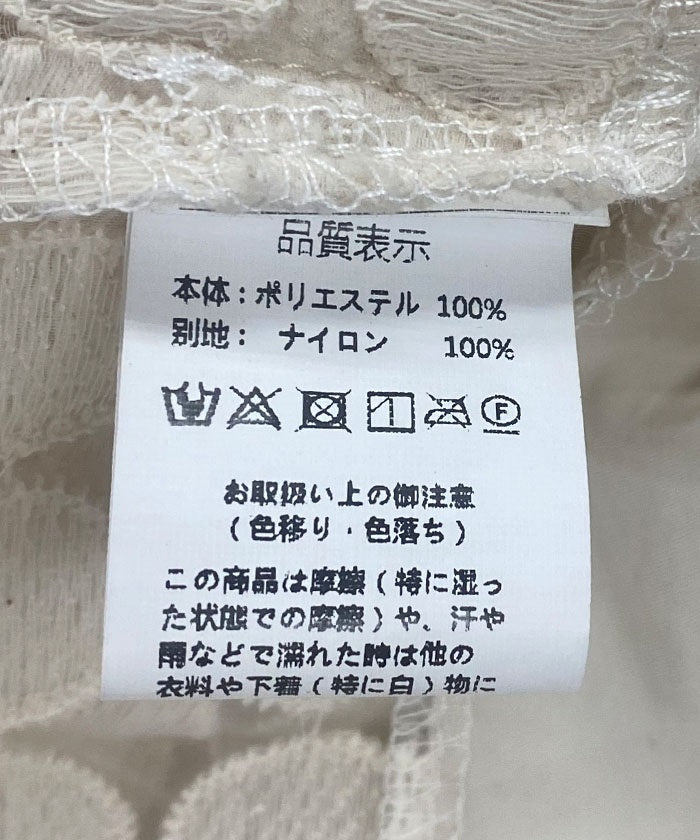 品質表示
本体：ポリエステル 100%
別地： ナイロン 100%
F
お取扱い上の御注意
（色移り・色落ち）
この商品は摩擦（特に湿っ
た状態での摩擦）や、汗や
雨などで濡れた時は他の
衣料や下着（特に白）物に